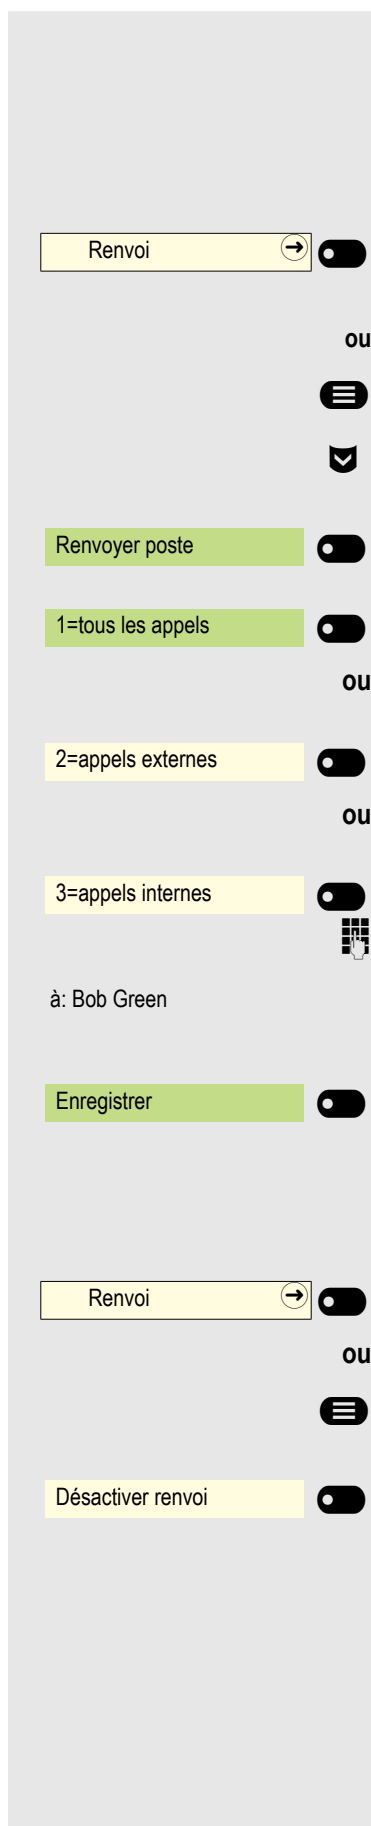 Renvoi
ou
Renvoyer poste
1=tous les appels
ou
2=appels externes
ou
3=appels internes
à: Bob Green
Enregistrer
Renvoi
ou
Désactiver renvoi